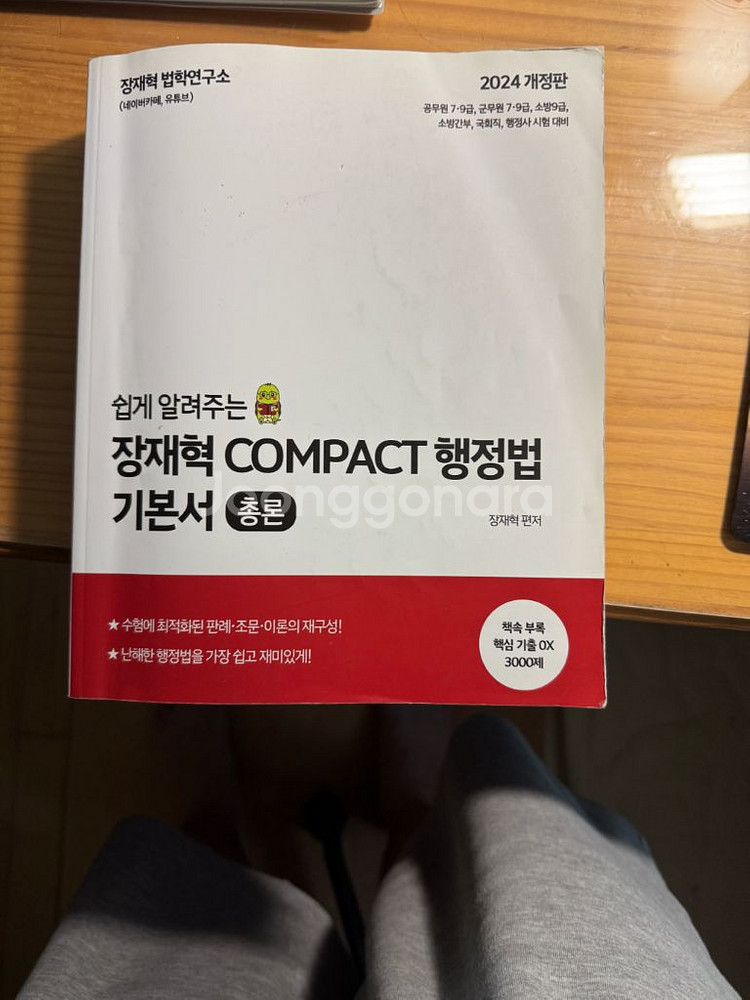 장재혁 법학연구소
(네이버카페, 유튜브)
2024 개정판
공무원 7·9급, 군무원 7·9급, 소방9급,
소방간부, 국회직, 행정사 시험 대비
쉽게 알려주는
장재혁 COMPACT 행정법
기본서 총론
장재혁 편저
Joonggonara
★ 수험에 최적화된 판례·조문·이론의 재구성!
★ 난해한 행정법을 가장 쉽고 재미있게!
책속 부록
핵심 기출 OX
3000제